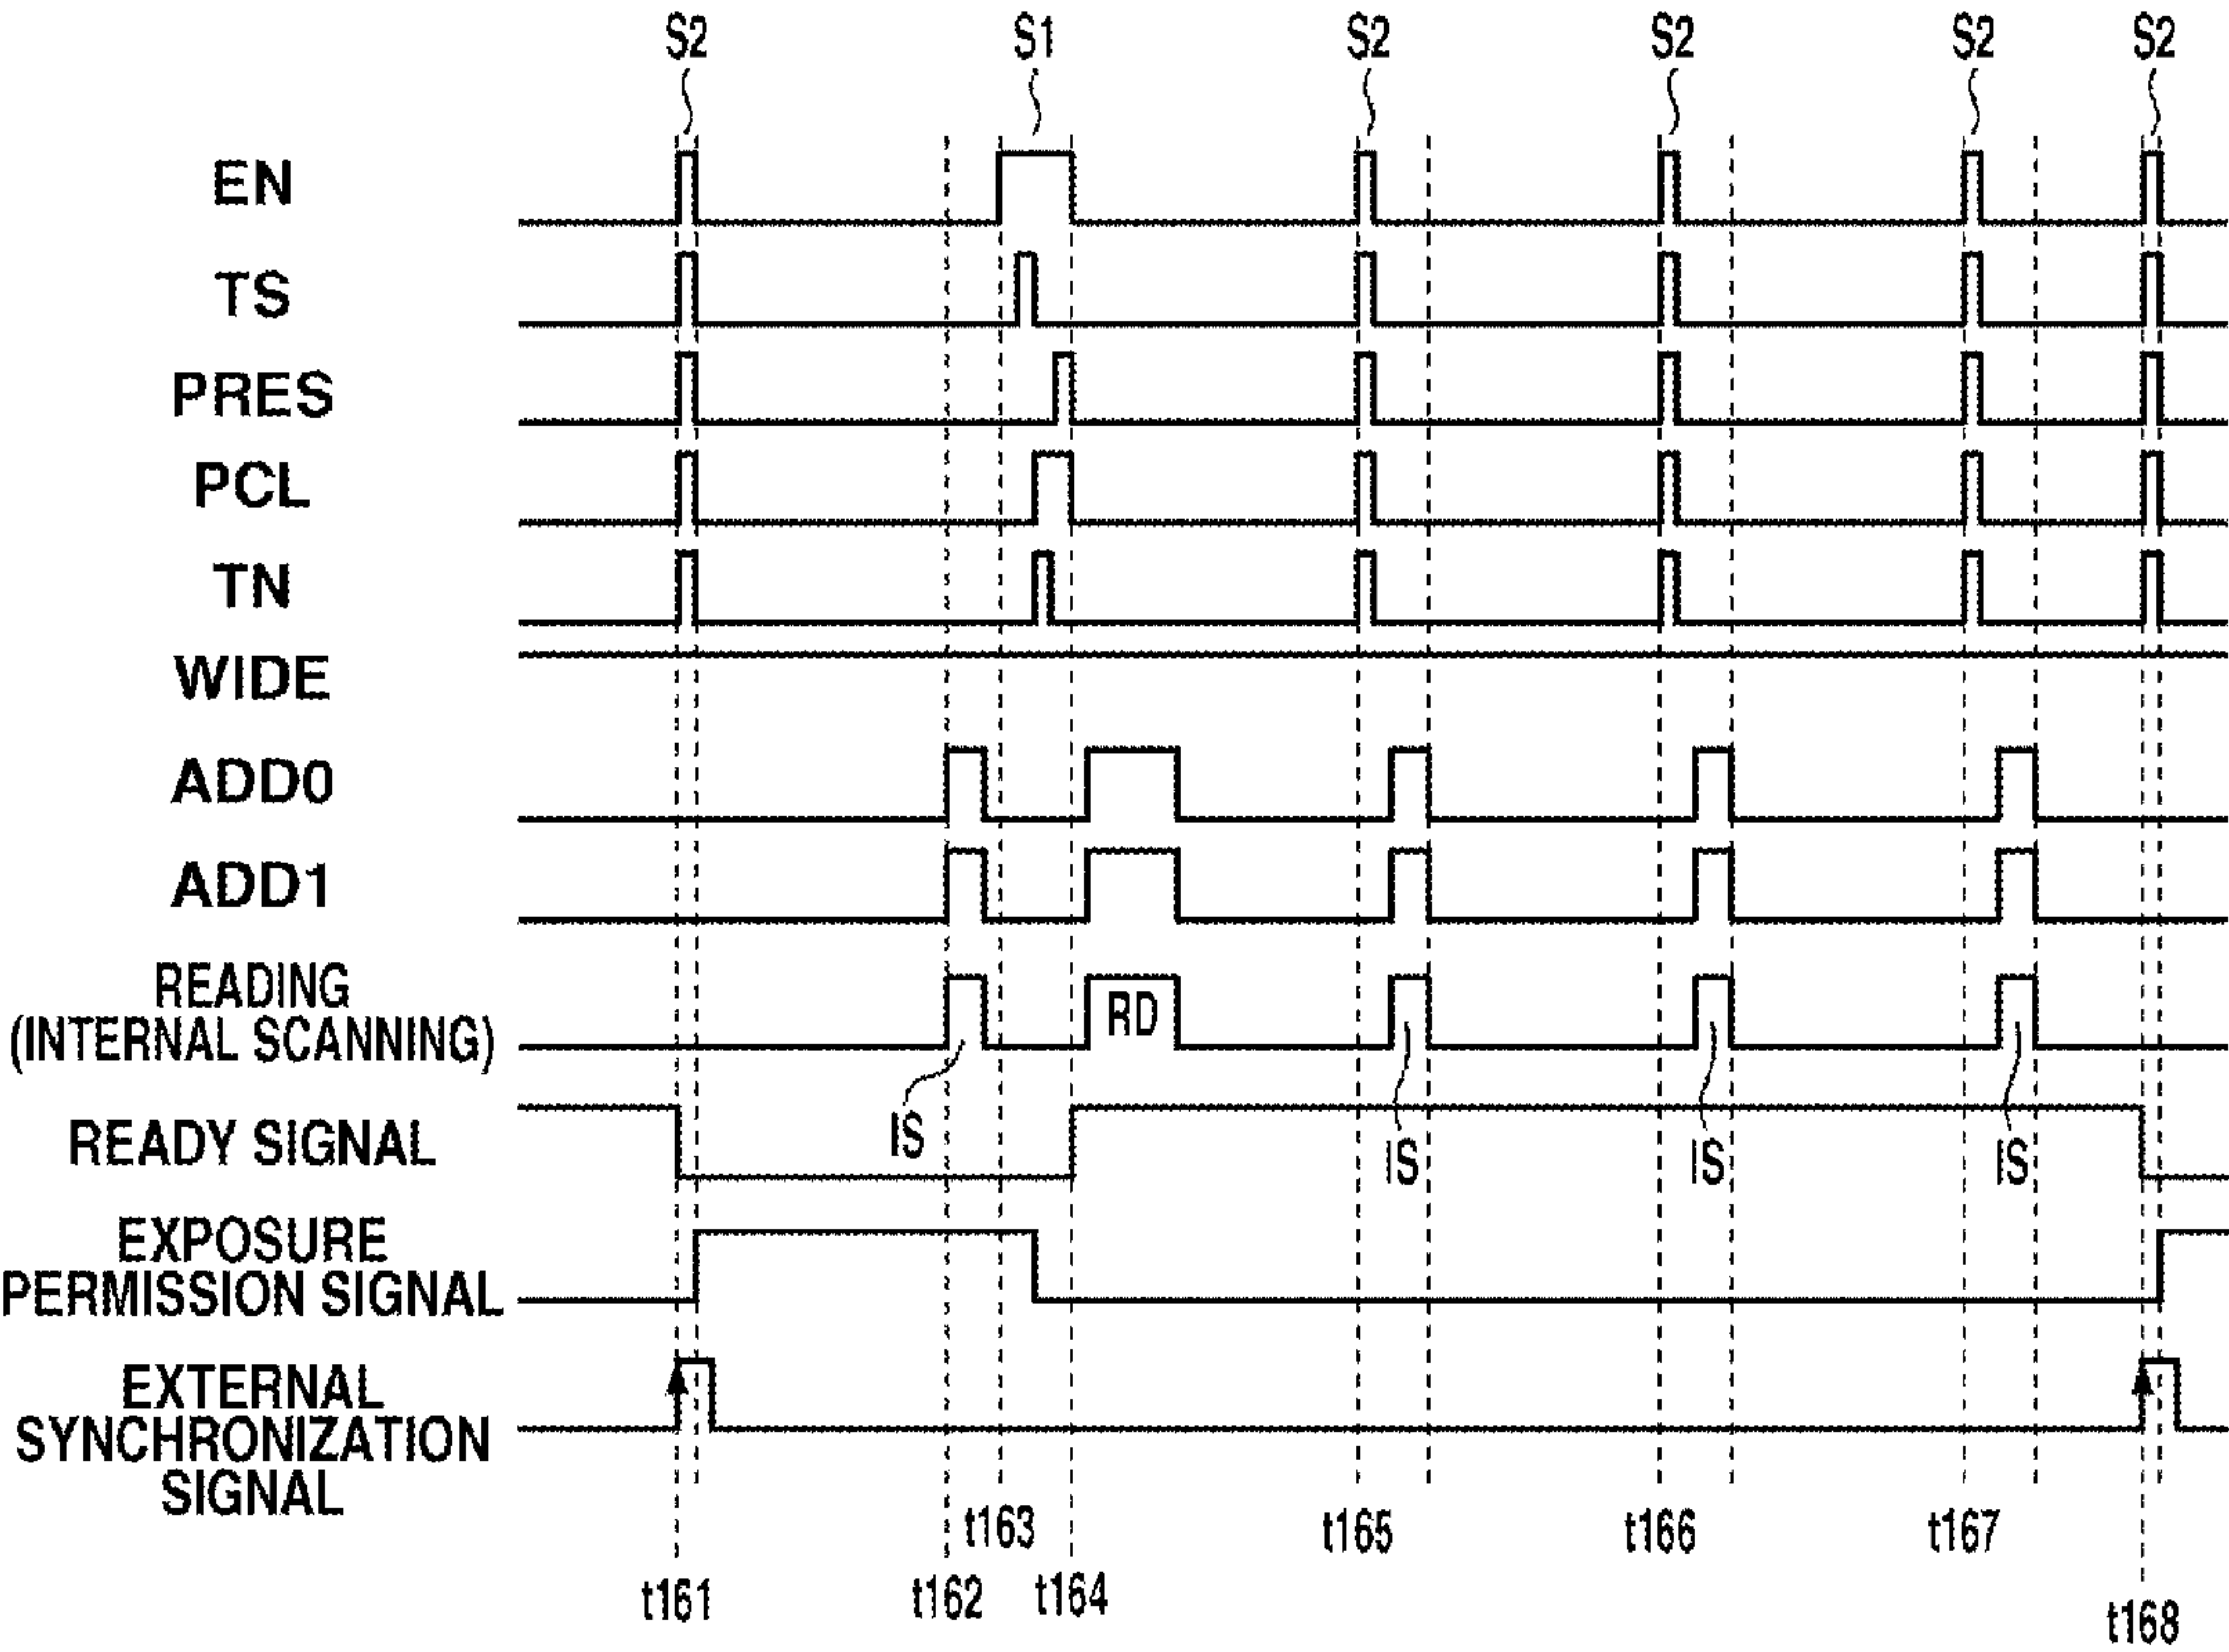 S2 S1 S2 S2 S2 S2
EN
TS
PRES
PCL
TN
WIDE
ADD0
ADD1
READING
(INTERNAL SCANNING)
RD
IS IS IS IS
READY SIGNAL
EXPOSURE
PERMISSION SIGNAL
EXTERNAL
SYNCHRONIZATION
SIGNAL
t163 t165 t166 t167
t161 t162 t164 t168